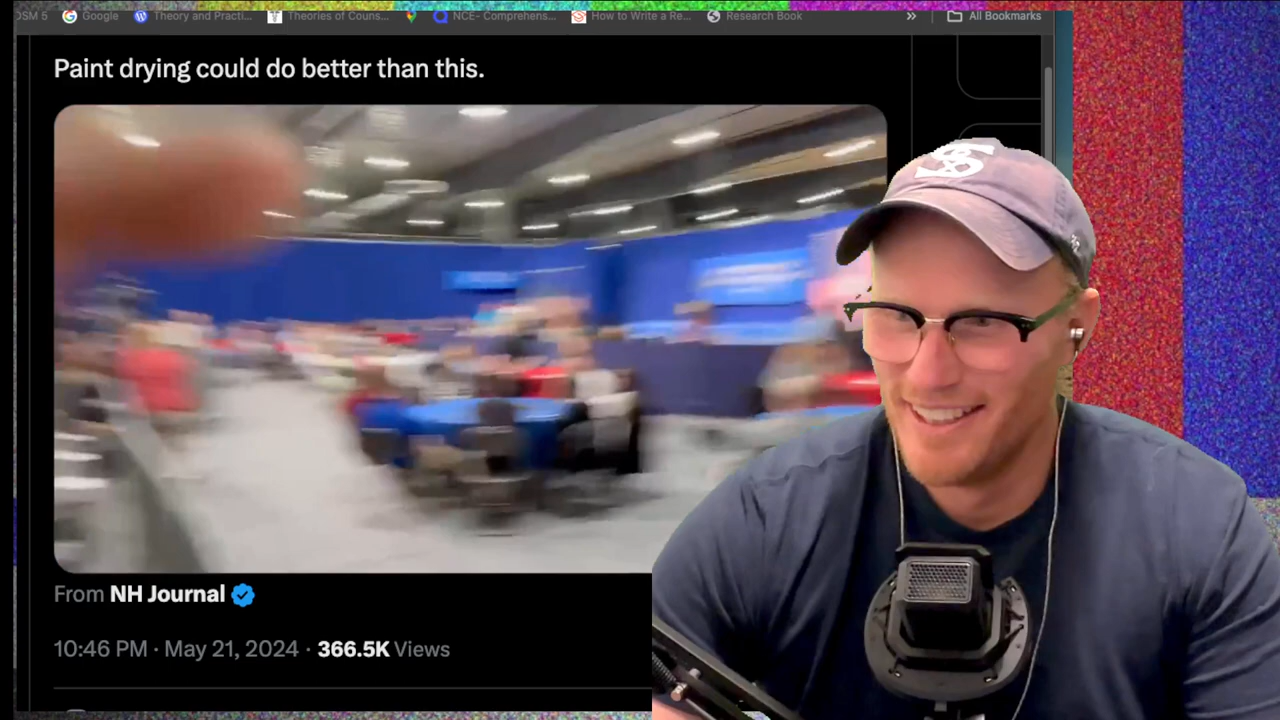 DSM 5 Google Theory and Practi... Theories of Couns... NCE- Comprehens... How to Write a Re... Research Book » All Bookmarks
Paint drying could do better than this.
From NH Journal
10:46 PM · May 21, 2024 · 366.5K Views